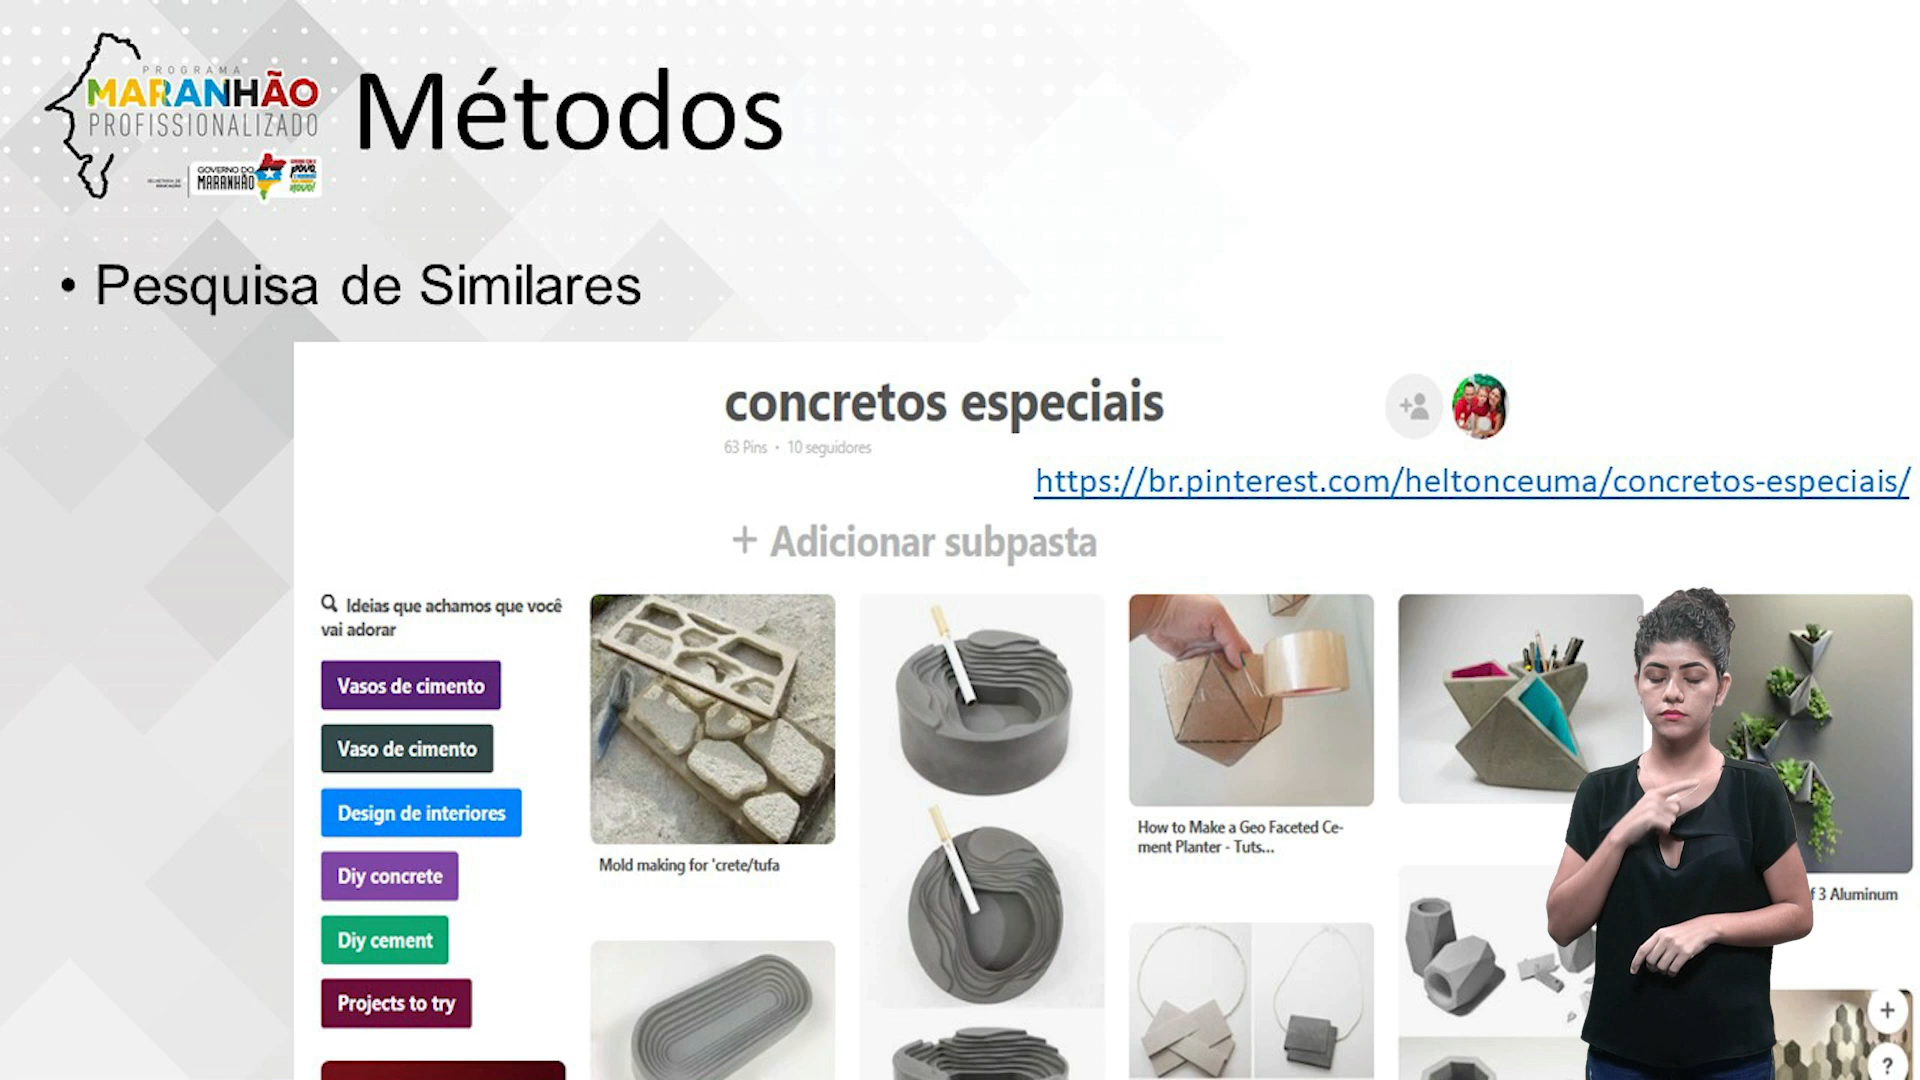 PROGRAMA
MARANHÃO
PROFISSIONALIZADO
SECRETARIA DE
EDUCAÇÃO
GOVERNO DO
MARANHÃO
Métodos
• Pesquisa de Similares
concretos especiais
63 Pins • 10 seguidores
https://br.pinterest.com/heltonceuma/concretos-especiais/
+ Adicionar subpasta
Ideias que achamos que você
vai adorar
Vasos de cimento
Vaso de cimento
Design de interiores
Diy concrete
Diy cement
Projects to try
Mold making for 'crete/tufa
How to Make a Geo Faceted Ce-
ment Planter - Tuts...
f 3 Aluminum
+
?